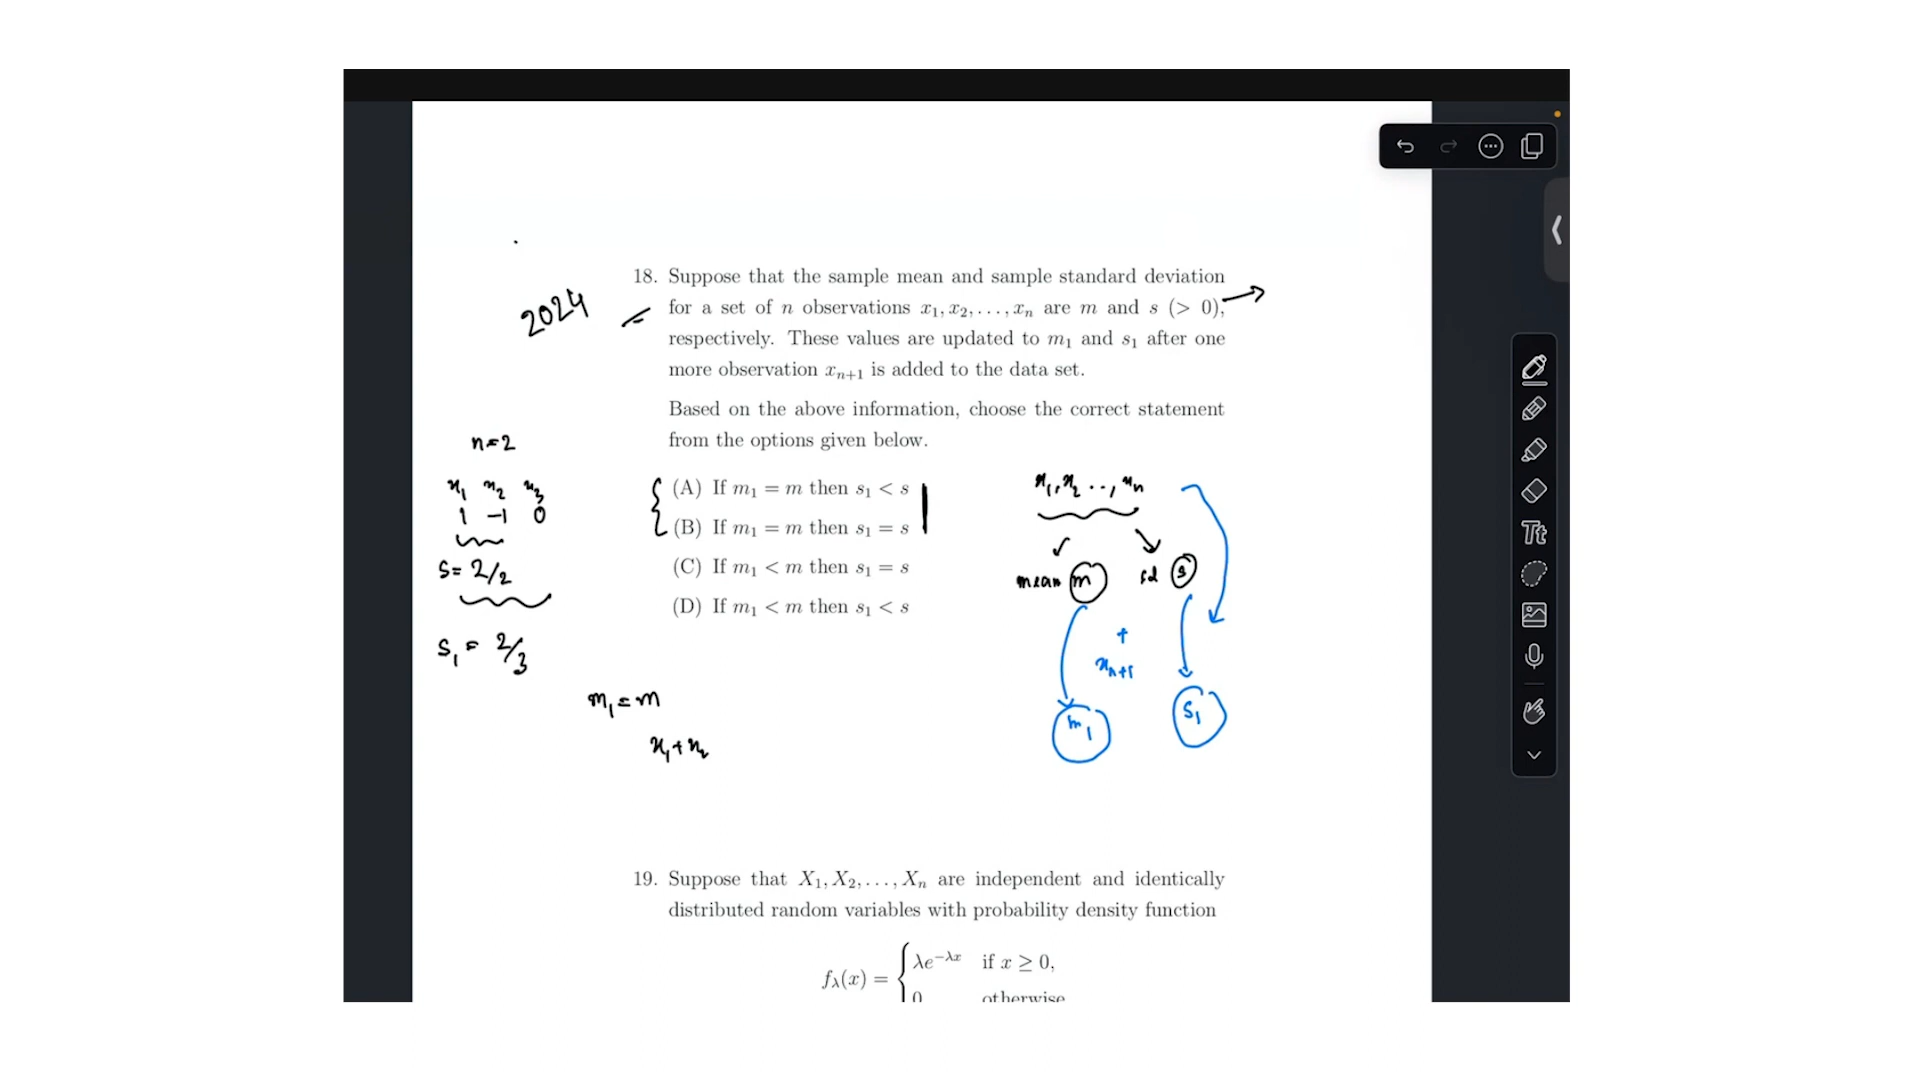 2024
18. Suppose that the sample mean and sample standard deviation
for a set of n observations x₁, x₂, . . . , xₙ are m and s (> 0),
respectively. These values are updated to m₁ and s₁ after one
more observation xₙ₊₁ is added to the data set.
Based on the above information, choose the correct statement
from the options given below.
(A) If m₁ = m then s₁ < s
(B) If m₁ = m then s₁ = s
(C) If m₁ < m then s₁ = s
(D) If m₁ < m then s₁ < s
n=2
x₁ x₂ x₃
1 -1 0
S= 2/2
S₁ = 2/3
m₁ = m
x₁+x₂
x₁, x₂ . . , xₙ
mean m sd s
+
xₙ₊₁
m₁ S₁
19. Suppose that X₁, X₂, . . . , Xₙ are independent and identically
distributed random variables with probability density function
f_λ(x) = { λe^{−λx} if x ≥ 0,
0 otherwise
Tt